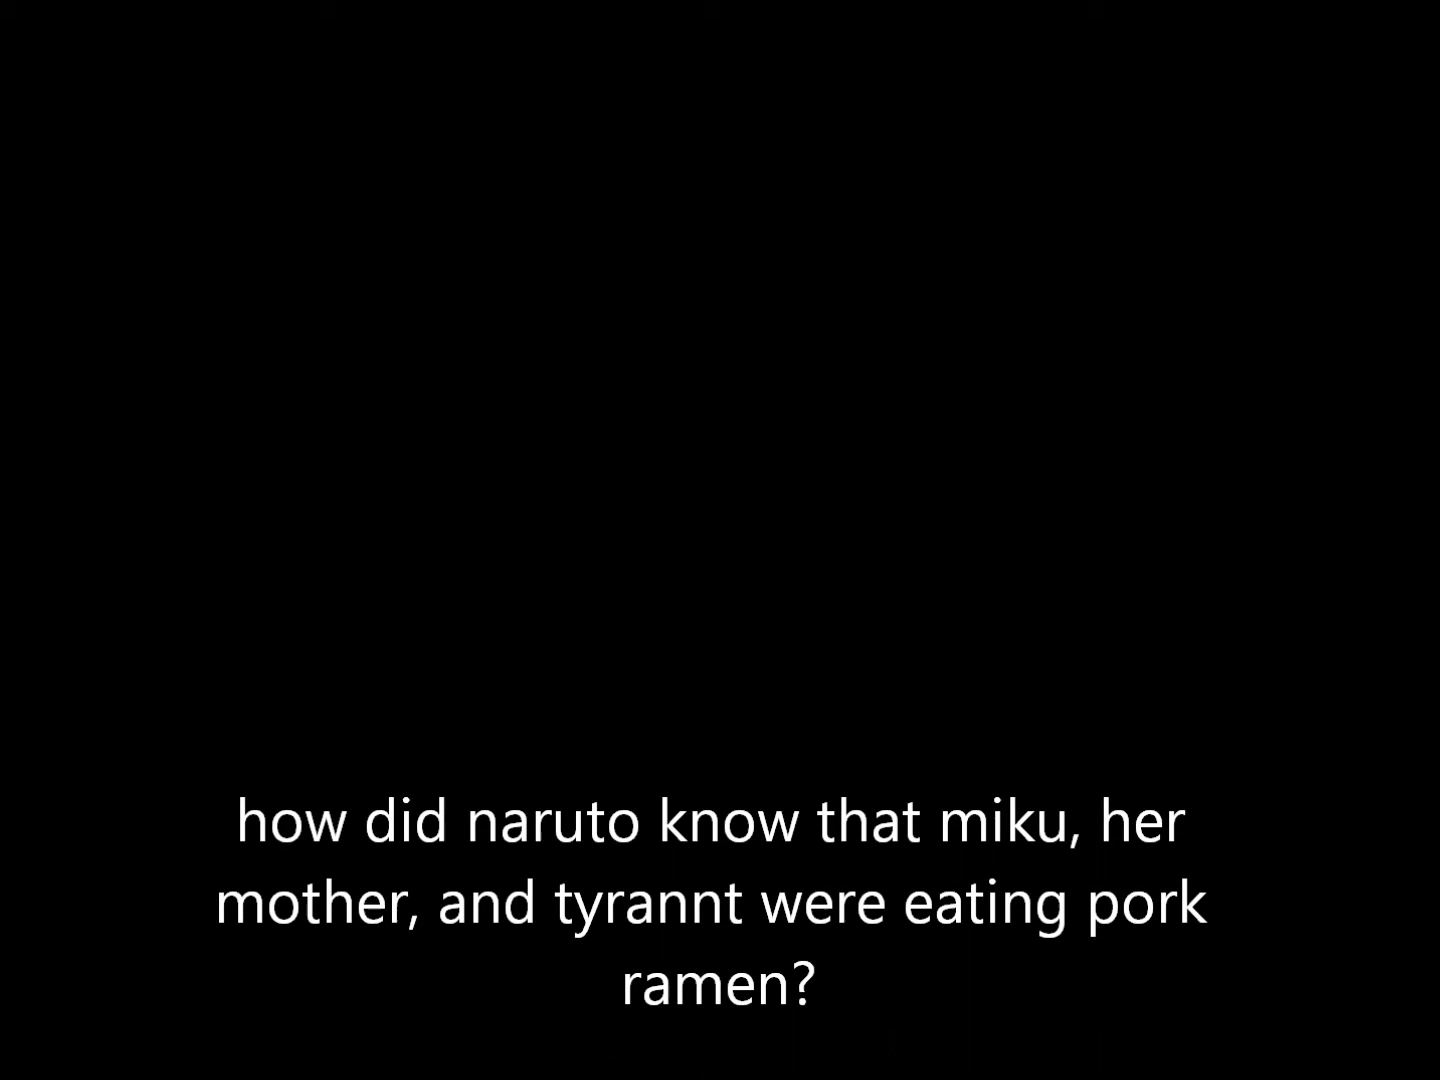 how did naruto know that miku, her
mother, and tyrannt were eating pork
ramen?